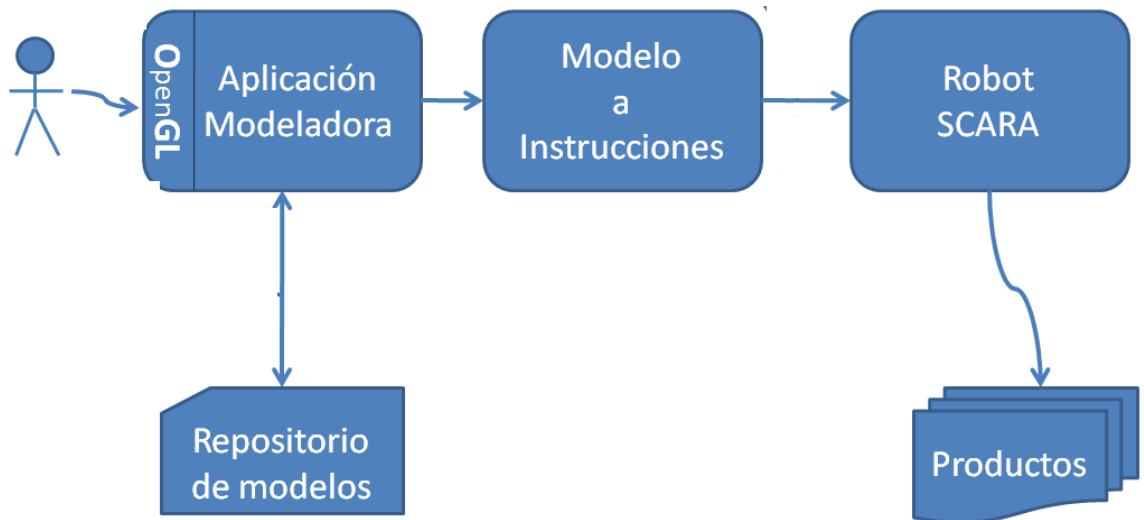 OpenGL
Aplicación
Modeladora
Modelo
a
Instrucciones
Robot
SCARA
Repositorio
de modelos
Productos